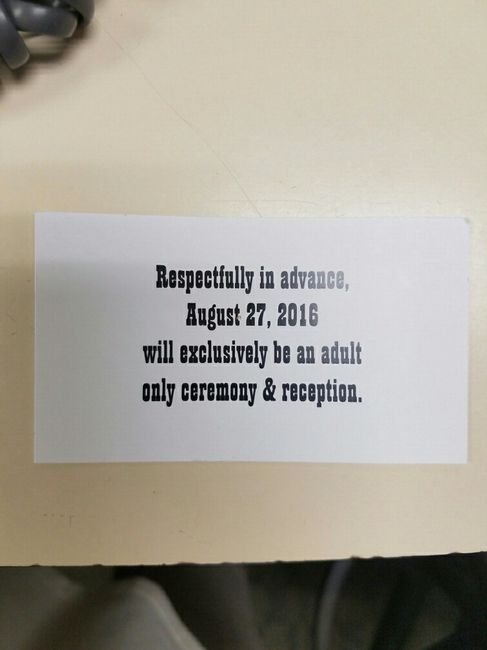 Respectfully in advance,
August 27, 2016
will exclusively be an adult
only ceremony & reception.